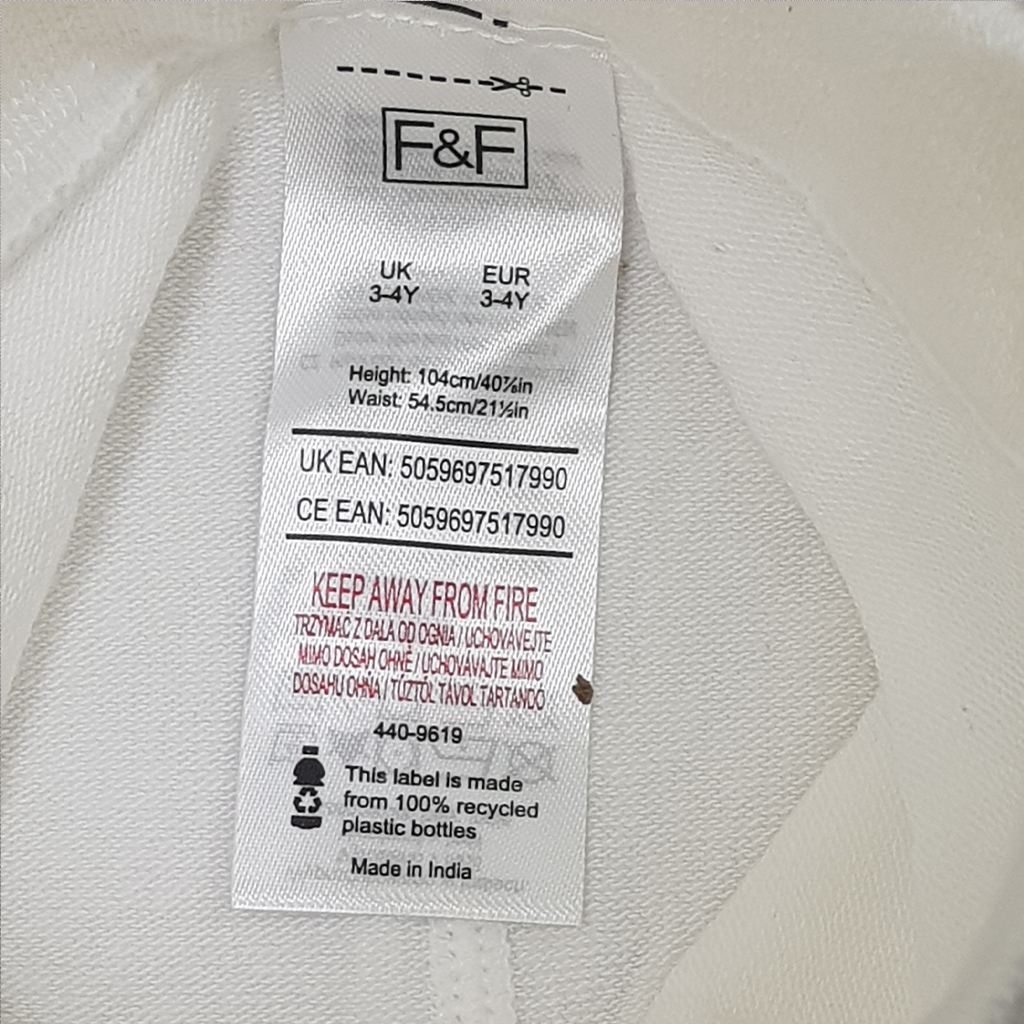 F&F
UK EUR
3-4Y 3-4Y
Height: 104cm/40⅞in
Waist: 54.5cm/21½in
UK EAN: 5059697517990
CE EAN: 5059697517990
KEEP AWAY FROM FIRE
TRZYMAĆ Z DALA OD OGNIA / UCHOVÁVEJTE
MIMO DOSAH OHNĚ / UCHOVÁVAJTE MIMO
DOSAHU OHŇA / TŰZTŐL TÁVOL TARTANDÓ
440-9619
This label is made
from 100% recycled
plastic bottles
Made in India